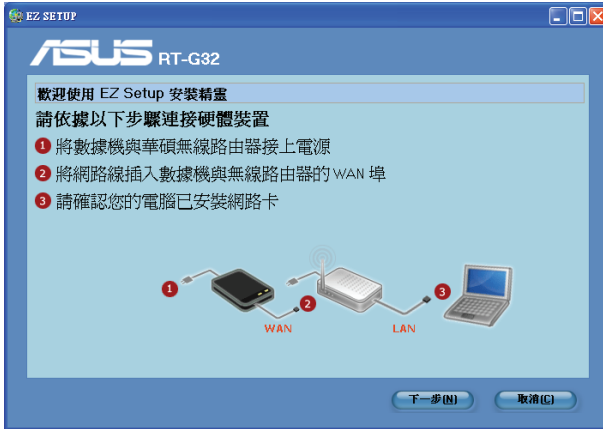 EZ SETUP
ASUS RT-G32
歡迎使用 EZ Setup 安裝精靈
請依據以下步驟連接硬體裝置
1 將數據機與華碩無線路由器接上電源
2 將網路線插入數據機與無線路由器的 WAN 埠
3 請確認您的電腦已安裝網路卡
1
2
3
WAN
LAN
下一步(N)
取消(C)